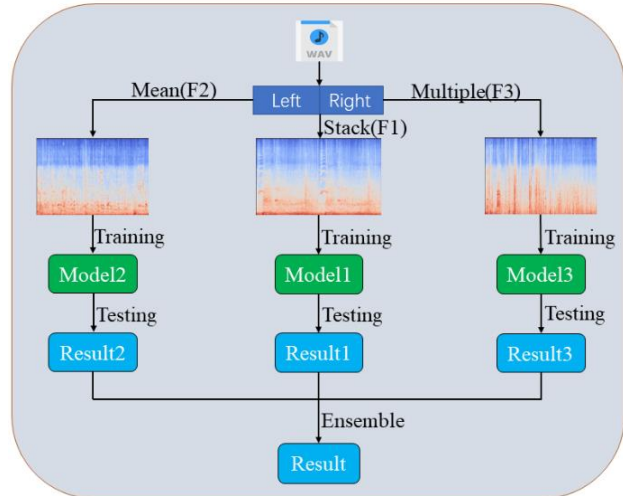 WAV
Mean(F2)
Left Right
Multiple(F3)
Stack(F1)
Training Training Training
Model2 Model1 Model3
Testing Testing Testing
Result2 Result1 Result3
Ensemble
Result